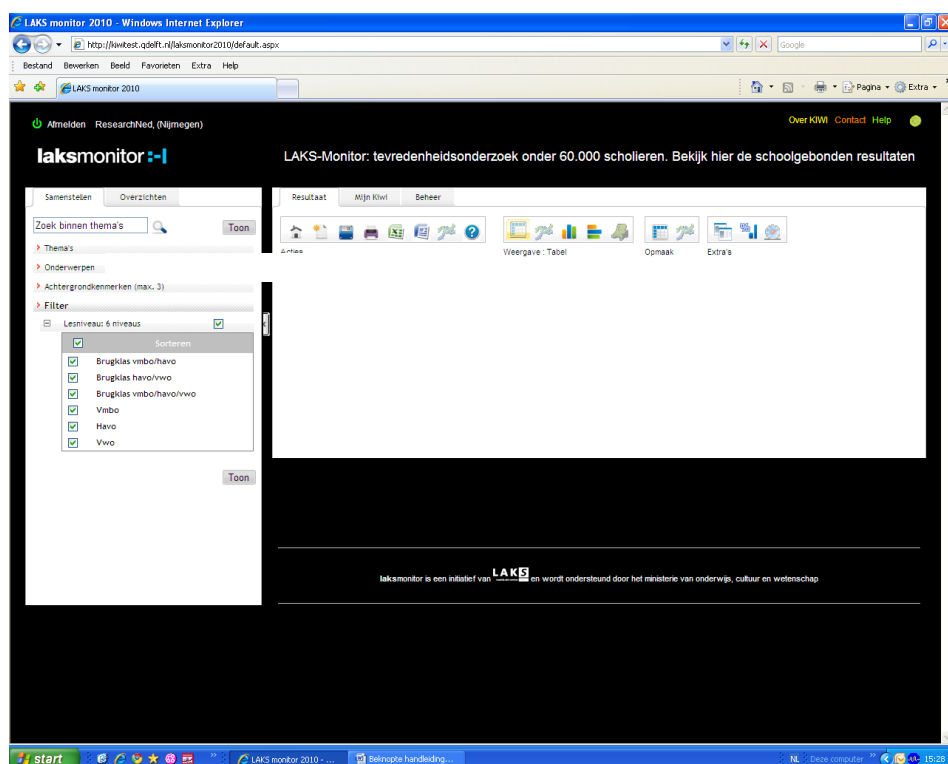 LAKS monitor 2010 - Windows Internet Explorer
http://kiwitest.qdelft.nl/laksmonitor2010/default.aspx
Google
Bestand Bewerken Beeld Favorieten Extra Help
LAKS monitor 2010
Pagina Extra
Afmelden ResearchNed, (Nijmegen)
Over KIWI Contact Help
laksmonitor :-I
LAKS-Monitor: tevredenheidsonderzoek onder 60.000 scholieren. Bekijk hier de schoolgebonden resultaten
Samenstelen Overzichten
Resultaat Mijn Kiwi Beheer
Zoek binnen thema's Toon
Thema's
Acties Weergave : Tabel Opmaak Extra's
Onderwerpen
Achtergrondkenmerken (max. 3)
Filter
Lesniveau: 6 niveaus
Sorteren
Brugklas vmbo/havo
Brugklas havo/vwo
Brugklas vmbo/havo/vwo
Vmbo
Havo
Vwo
Toon
laksmonitor is een initiatief van LAKS en wordt ondersteund door het ministerie van onderwijs, cultuur en wetenschap
start LAKS monitor 2010 - ... Beknopte handleiding... NL Deze computer 15:28